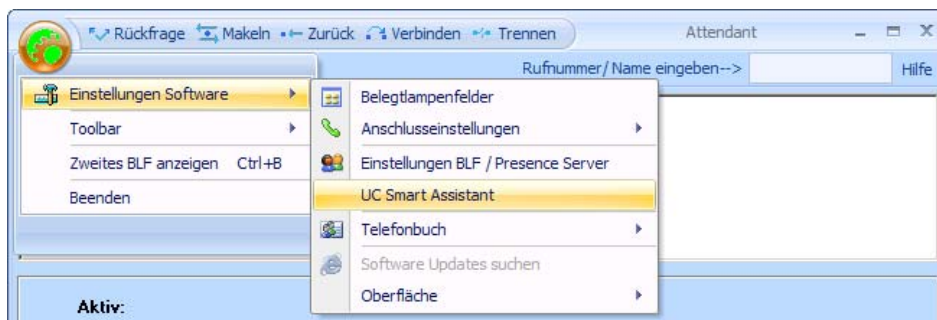 Rückfrage Makeln Zurück Verbinden Trennen Attendant
Rufnummer/ Name eingeben--> Hilfe
Einstellungen Software
Toolbar
Zweites BLF anzeigen Ctrl+B
Beenden
Belegtlampenfelder
Anschlusseinstellungen
Einstellungen BLF / Presence Server
UC Smart Assistant
Telefonbuch
Software Updates suchen
Oberfläche
Aktiv: